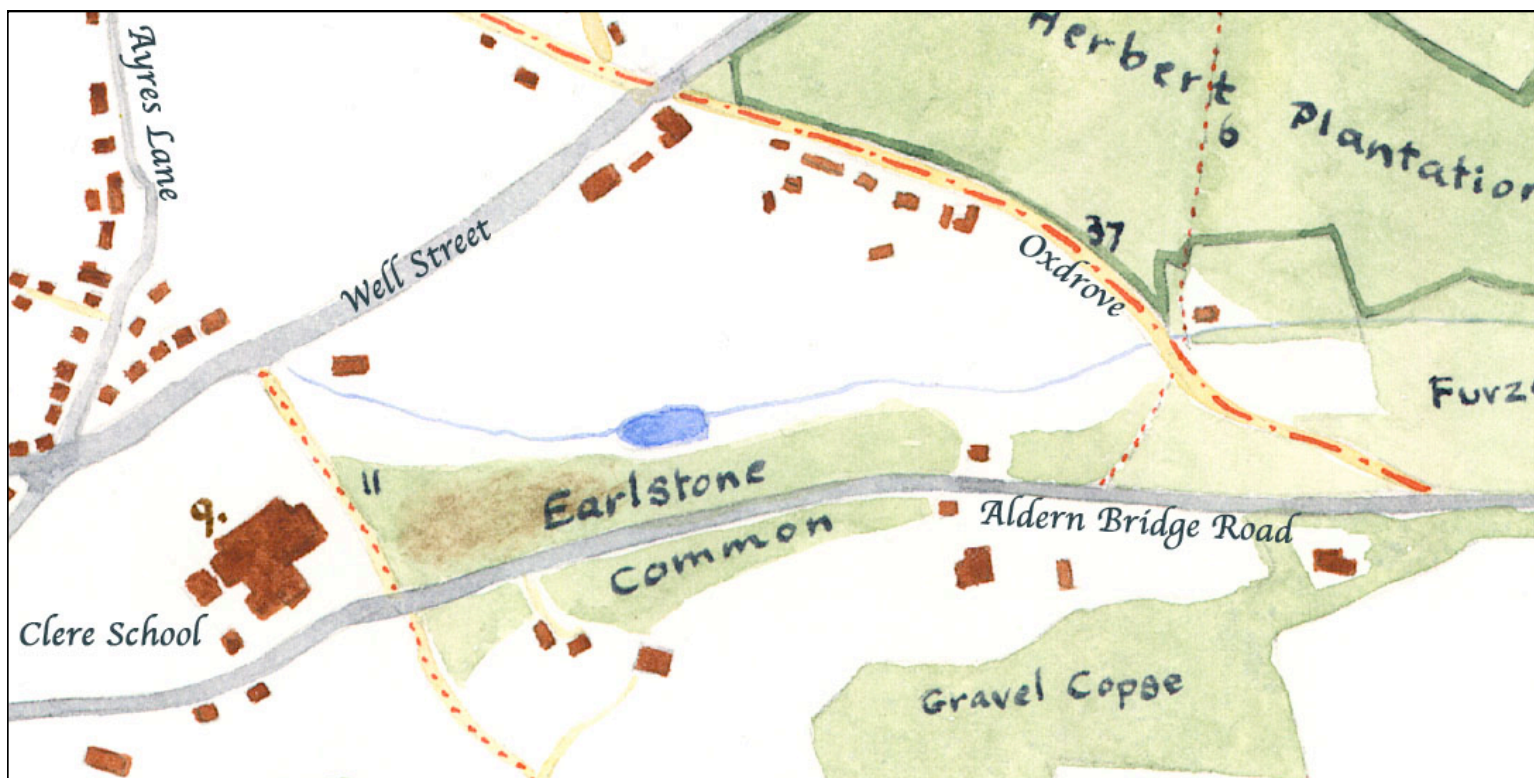 Herbert
Plantation
6
Ayres Lane
Well Street
37
Oxdrove
Furz
11
Earlstone
Common
9.
Aldern Bridge Road
Clere School
Gravel Copse